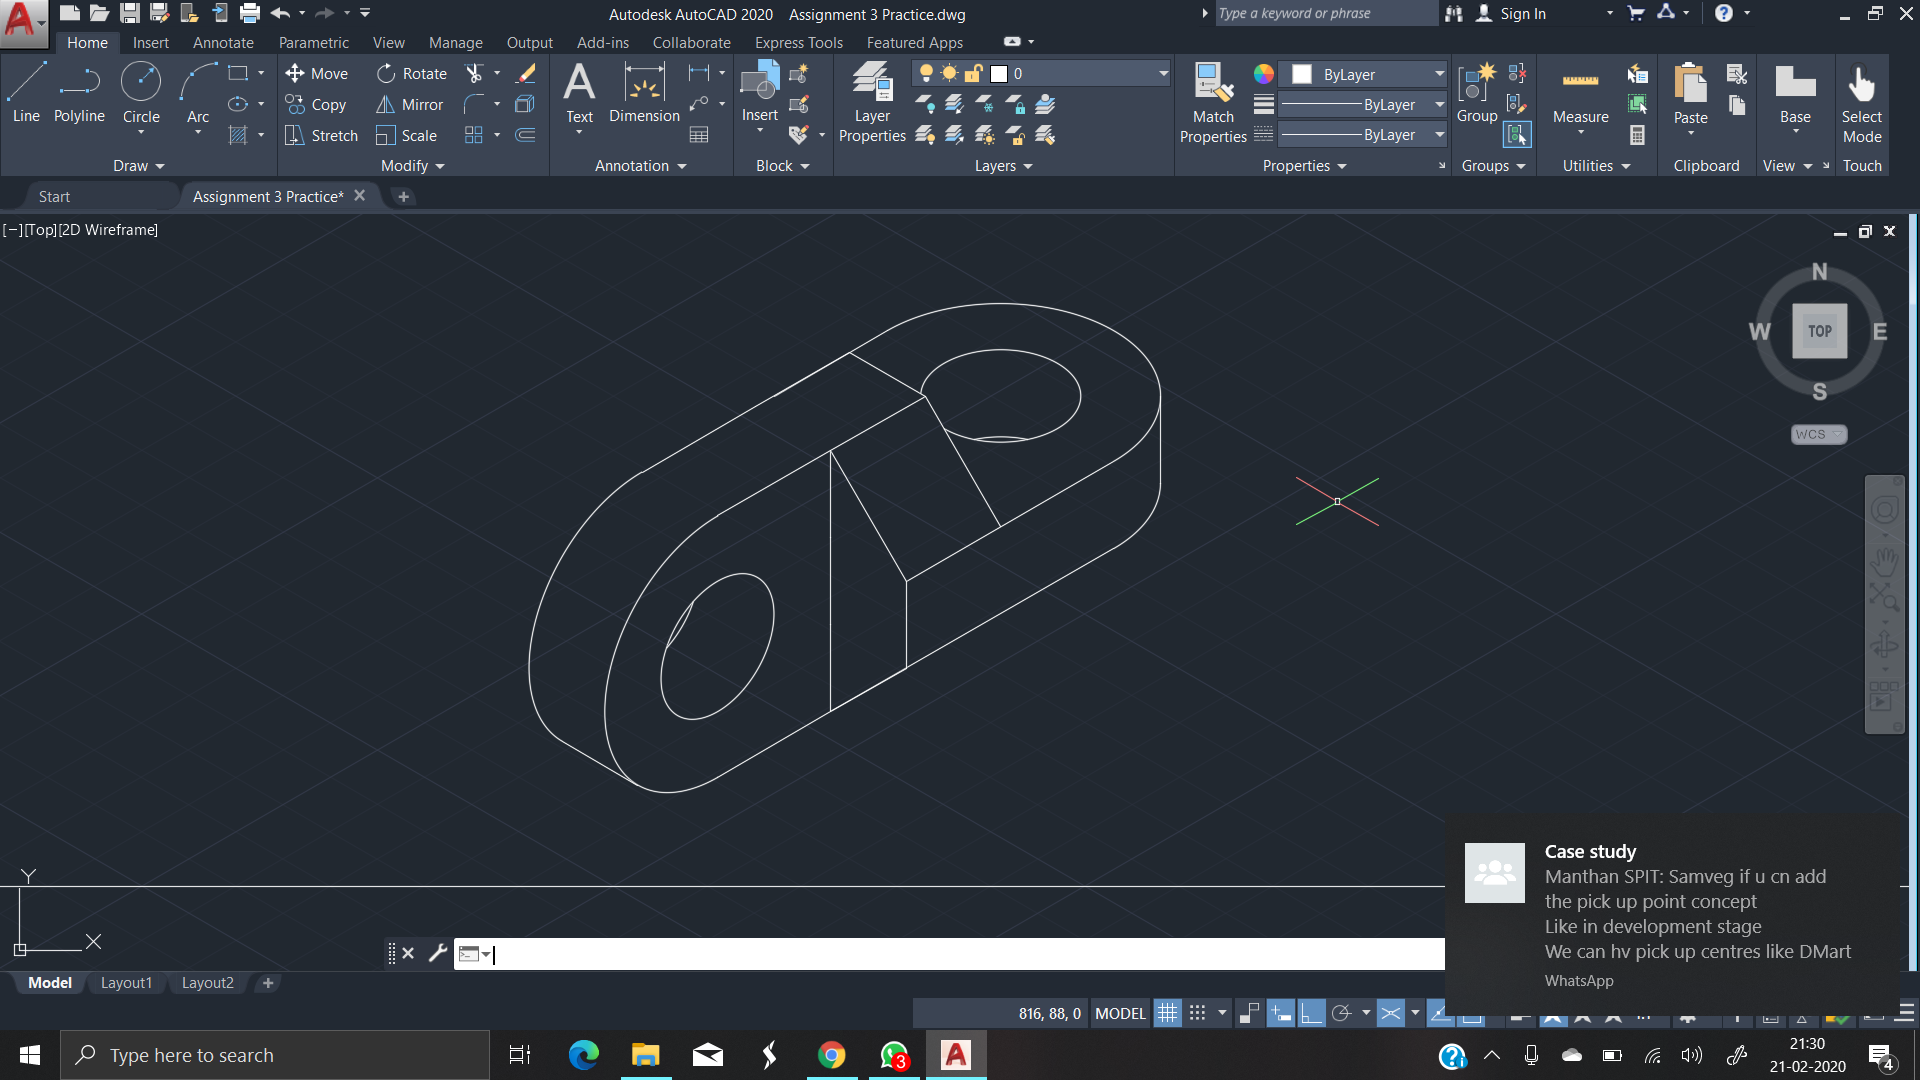 Autodesk AutoCAD 2020 Assignment 3 Practice.dwg
Type a keyword or phrase
Sign In
Home Insert Annotate Parametric View Manage Output Add-ins Collaborate Express Tools Featured Apps
Line Polyline Circle Arc
Draw
Move Rotate
Copy Mirror
Stretch Scale
Modify
Text Dimension
Annotation
Insert
Block
Layer Properties
0
Layers
Match Properties
ByLayer
ByLayer
ByLayer
Properties
Group
Groups
Measure
Utilities
Paste
Clipboard
Base
View
Select Mode
Touch
Start Assignment 3 Practice*
[−][Top][2D Wireframe]
N
W TOP E
S
WCS
Y
X
Case study
Manthan SPIT: Samveg if u cn add
the pick up point concept
Like in development stage
We can hv pick up centres like DMart
WhatsApp
Model Layout1 Layout2
816, 88, 0 MODEL
Type here to search
3
21:30
21-02-2020
4